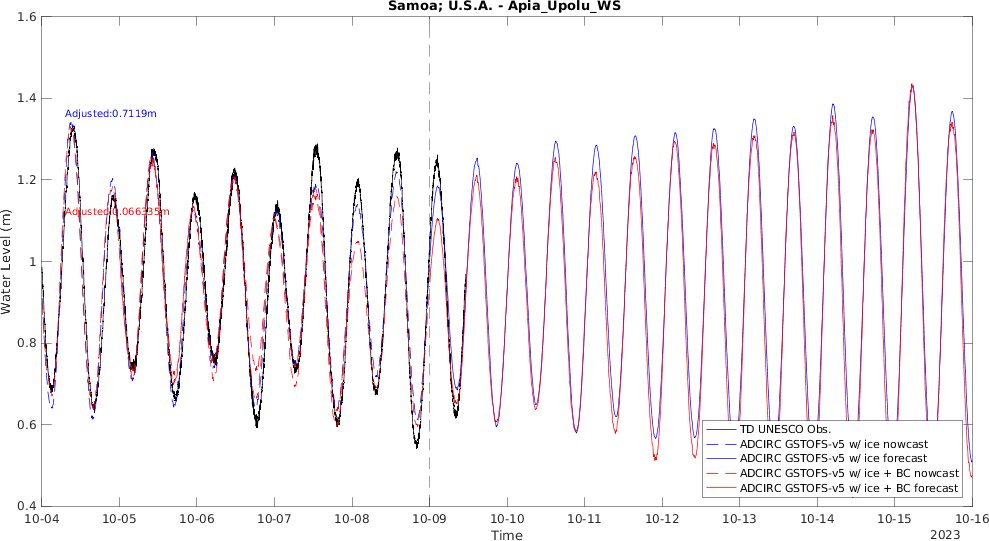 Samoa; U.S.A. - Apia_Upolu_WS
1.6
1.4
1.2
1
0.8
0.6
0.4
Water Level (m)
Adjusted:0.7119m
Adjusted:0.066335m
TD UNESCO Obs.
ADCIRC GSTOFS-v5 w/ ice nowcast
ADCIRC GSTOFS-v5 w/ ice forecast
ADCIRC GSTOFS-v5 w/ ice + BC nowcast
ADCIRC GSTOFS-v5 w/ ice + BC forecast
10-04 10-05 10-06 10-07 10-08 10-09 10-10 10-11 10-12 10-13 10-14 10-15 10-16
Time
2023